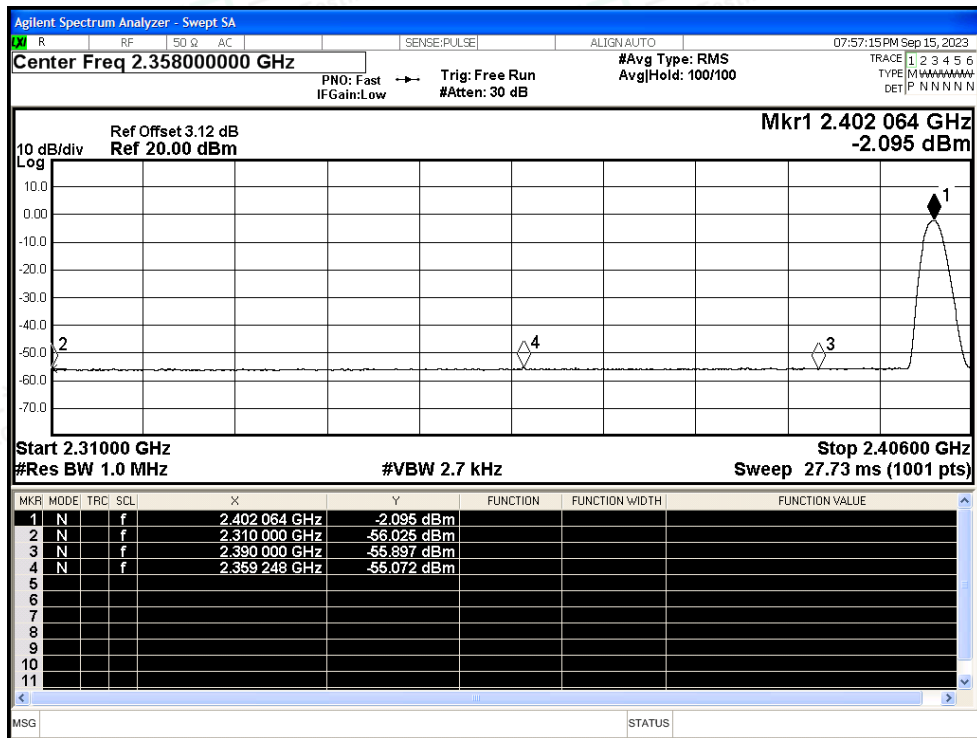 Agilent Spectrum Analyzer - Swept SA
LXI R RF 50 Ω AC SENSE:PULSE ALIGN AUTO 07:57:15 PM Sep 15, 2023
Center Freq 2.358000000 GHz
PNO: Fast
IFGain:Low
Trig: Free Run
#Atten: 30 dB
#Avg Type: RMS
Avg|Hold: 100/100
TRACE 1 2 3 4 5 6
TYPE M WWWWW
DET P N N N N N
Mkr1 2.402 064 GHz
-2.095 dBm
Ref Offset 3.12 dB
10 dB/div Ref 20.00 dBm
Log
10.0
0.00
-10.0
-20.0
-30.0
-40.0
-50.0
-60.0
-70.0
1
2
4
3
Start 2.31000 GHz Stop 2.40600 GHz
#Res BW 1.0 MHz #VBW 2.7 kHz Sweep 27.73 ms (1001 pts)
MKR MODE TRC SCL X Y FUNCTION FUNCTION WIDTH FUNCTION VALUE
1 N f 2.402 064 GHz -2.095 dBm
2 N f 2.310 000 GHz -56.025 dBm
3 N f 2.390 000 GHz -55.897 dBm
4 N f 2.359 248 GHz -55.072 dBm
5
6
7
8
9
10
11
MSG STATUS